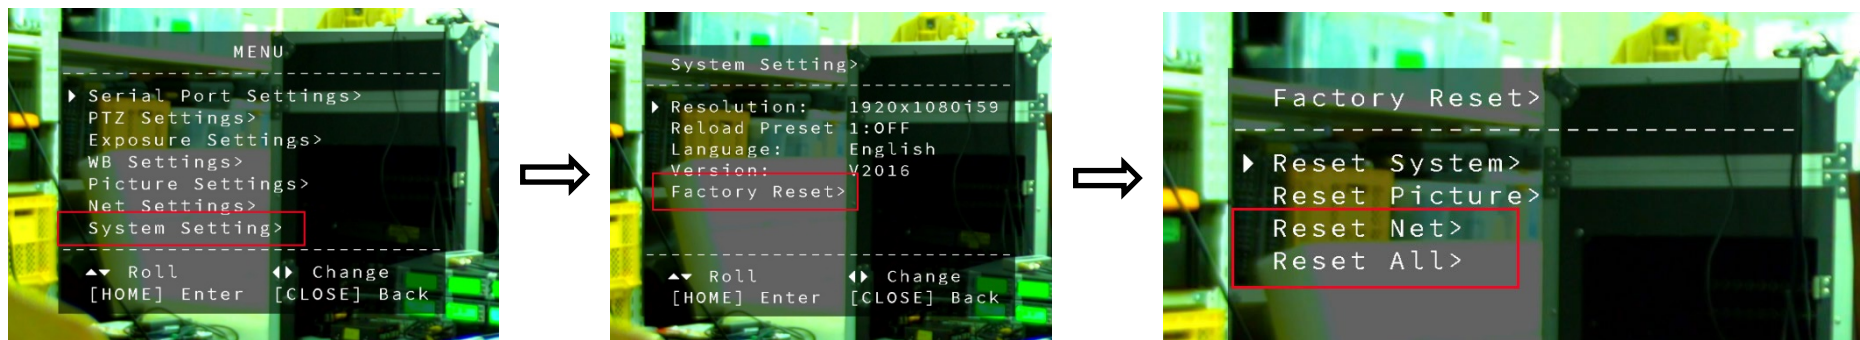 MENU
Serial Port Settings>
PTZ Settings>
Exposure Settings>
WB Settings>
Picture Settings>
Net Settings>
System Setting>
Roll
Change
[HOME] Enter
[CLOSE] Back
System Setting>
Resolution: 1920x1080i59
Reload Preset 1:OFF
Language: English
Version: V2016
Factory Reset>
Roll
Change
[HOME] Enter
[CLOSE] Back
Factory Reset>
Reset System>
Reset Picture>
Reset Net>
Reset All>